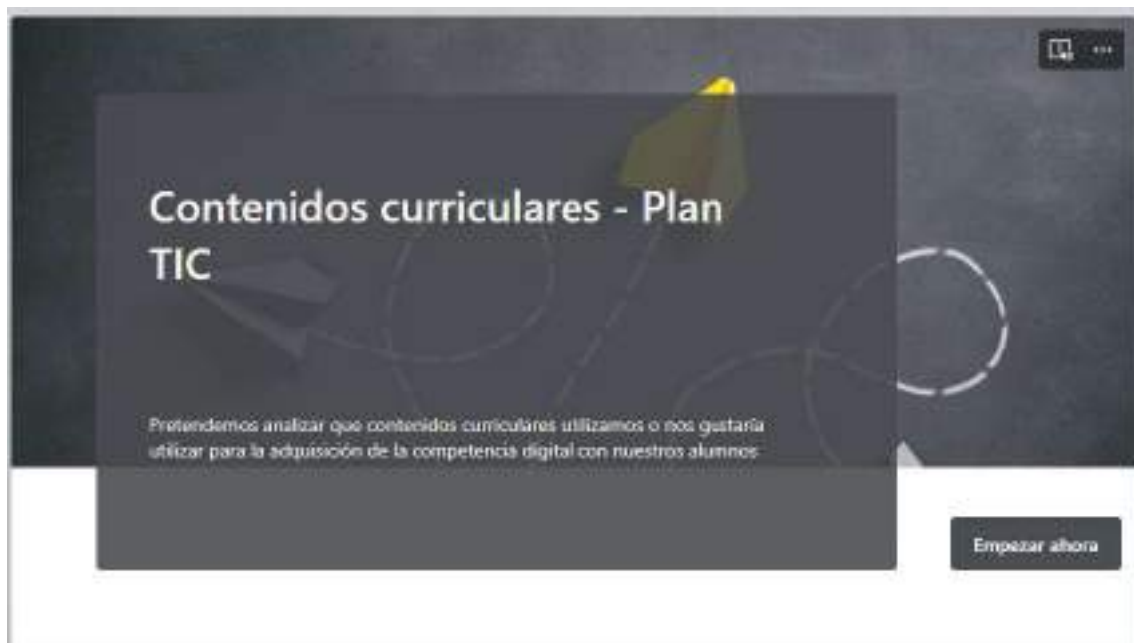 Contenidos curriculares - Plan
TIC
Pretendemos analizar que contenidos curriculares utilizamos o nos gustaría
utilizar para la adquisición de la competencia digital con nuestros alumnos
Empezar ahora